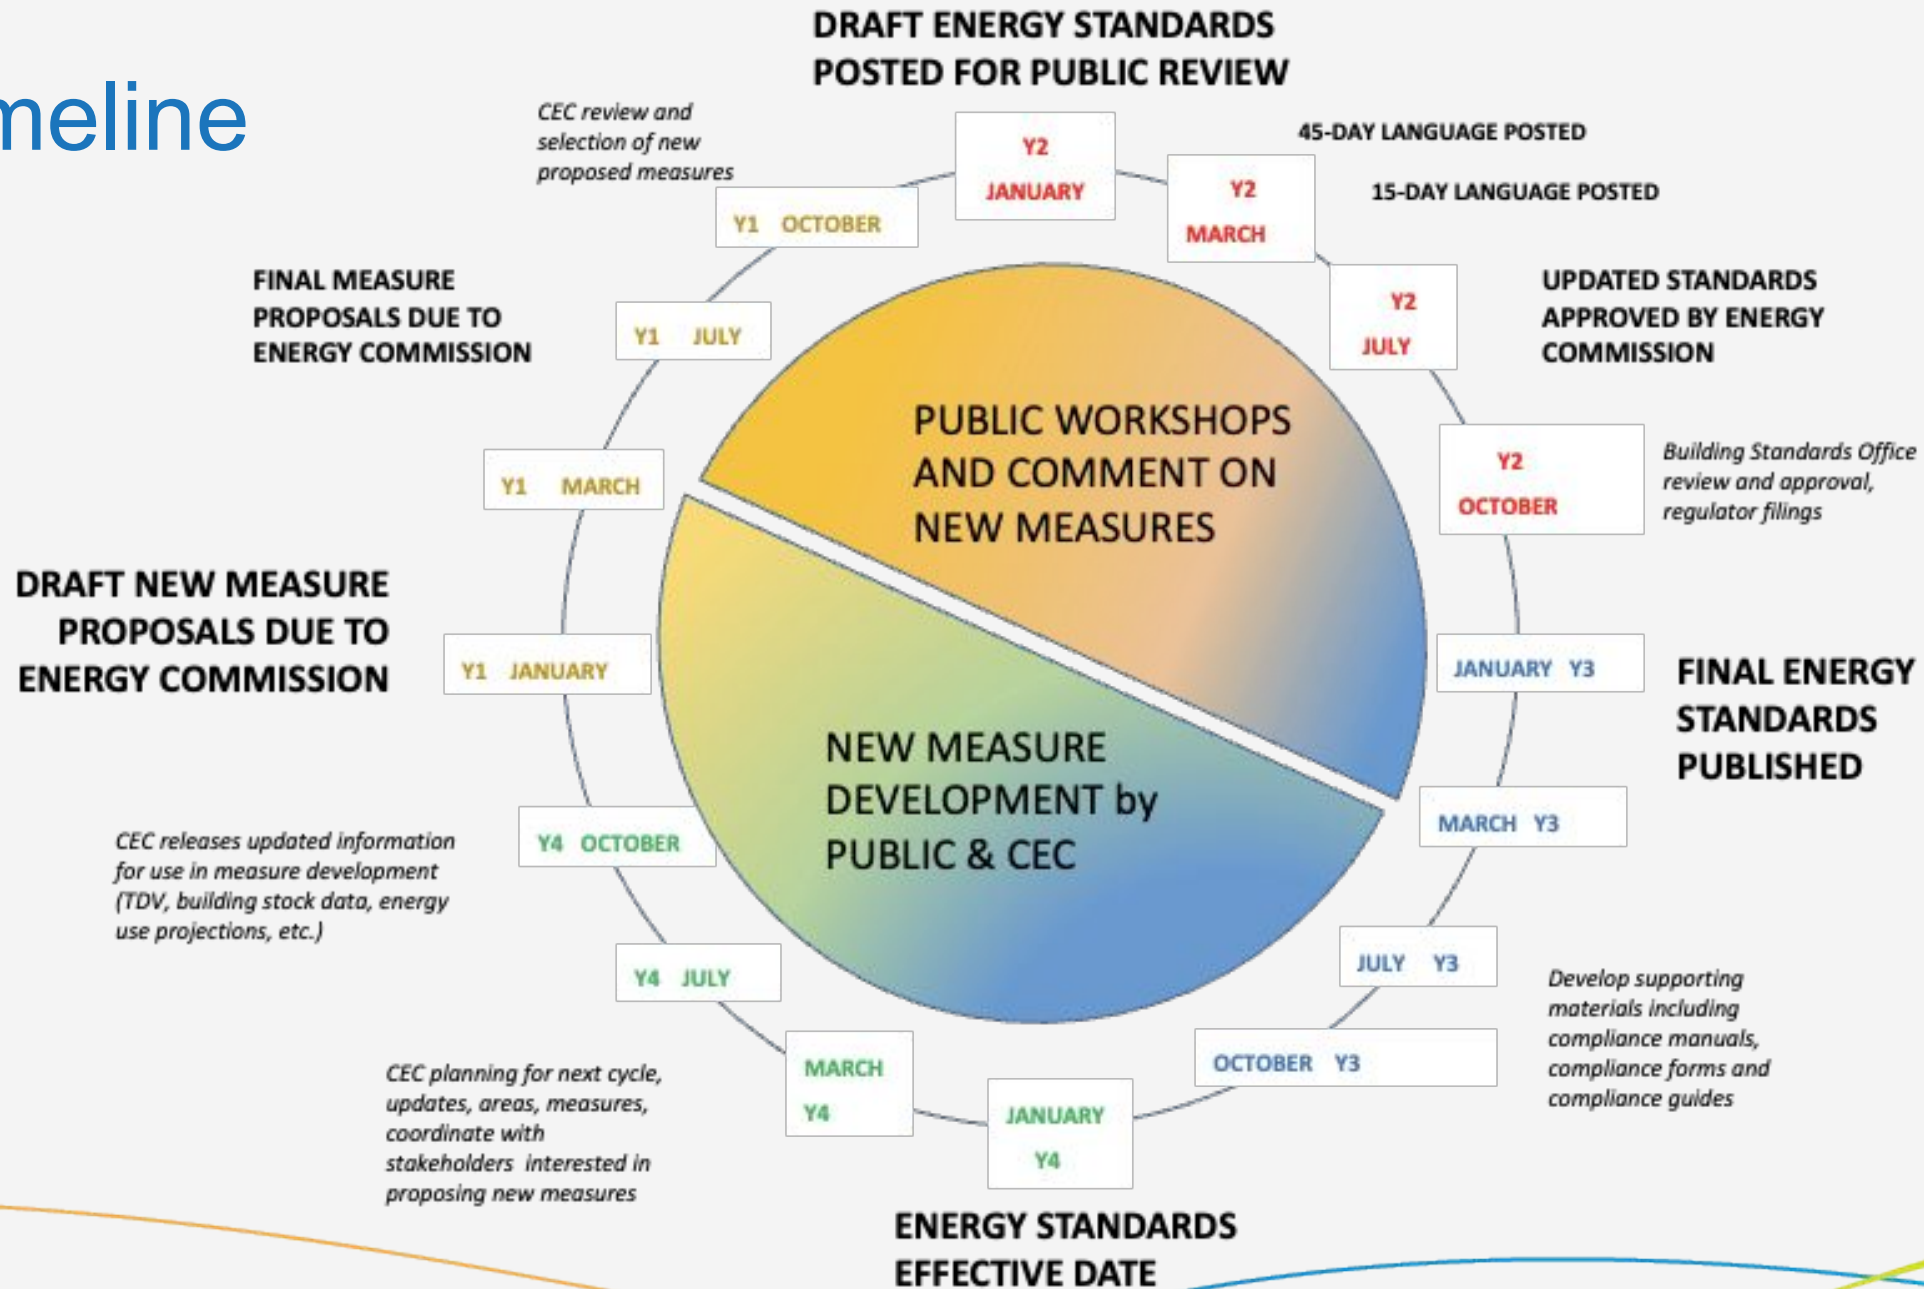 meline
DRAFT ENERGY STANDARDS
POSTED FOR PUBLIC REVIEW
CEC review and
selection of new
proposed measures
Y2
JANUARY
45-DAY LANGUAGE POSTED
Y2
MARCH
15-DAY LANGUAGE POSTED
Y1 OCTOBER
FINAL MEASURE
PROPOSALS DUE TO
ENERGY COMMISSION
Y1 JULY
Y2
JULY
UPDATED STANDARDS
APPROVED BY ENERGY
COMMISSION
PUBLIC WORKSHOPS
AND COMMENT ON
NEW MEASURES
Y1 MARCH
Y2
OCTOBER
Building Standards Office
review and approval,
regulator filings
DRAFT NEW MEASURE
PROPOSALS DUE TO
ENERGY COMMISSION
Y1 JANUARY
JANUARY Y3
FINAL ENERGY
STANDARDS
PUBLISHED
NEW MEASURE
DEVELOPMENT by
PUBLIC & CEC
MARCH Y3
CEC releases updated information
for use in measure development
(TDV, building stock data, energy
use projections, etc.)
Y4 OCTOBER
Y4 JULY
JULY Y3
Develop supporting
materials including
compliance manuals,
compliance forms and
compliance guides
OCTOBER Y3
CEC planning for next cycle,
updates, areas, measures,
coordinate with
stakeholders interested in
proposing new measures
MARCH
Y4
JANUARY
Y4
ENERGY STANDARDS
EFFECTIVE DATE